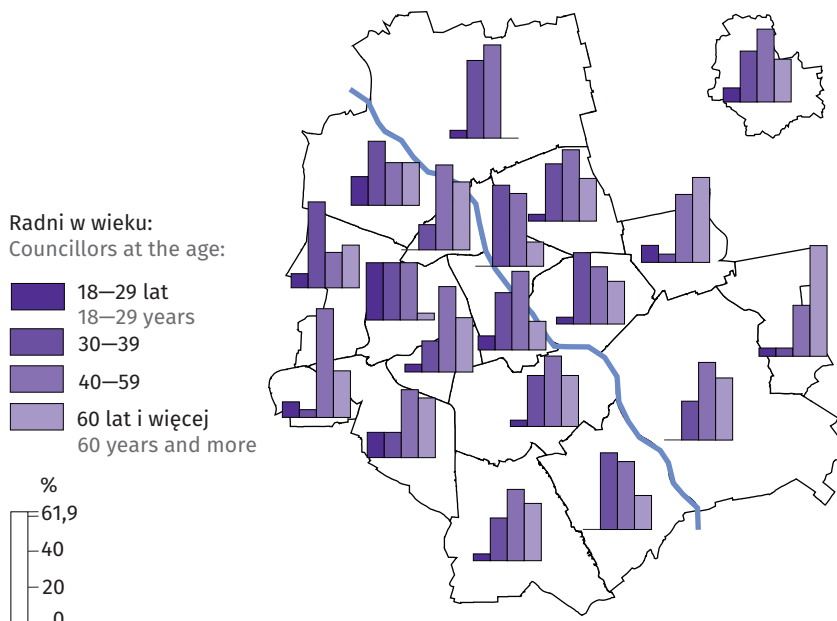 Radni w wieku:
Councillors at the age:
18—29 lat
18—29 years
30—39
40—59
60 lat i więcej
60 years and more
%
61,9
40
20
0